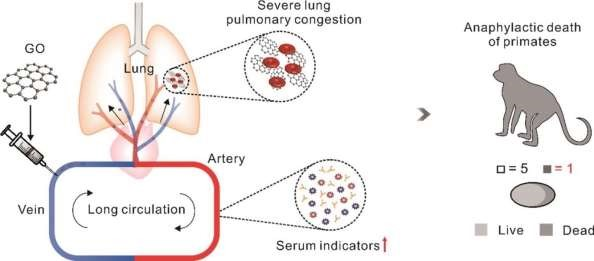 GO
Lung
Severe lung
pulmonary congestion
Artery
Vein
Long circulation
Serum indicators
Anaphylactic death
of primates
= 5 = 1
Live Dead